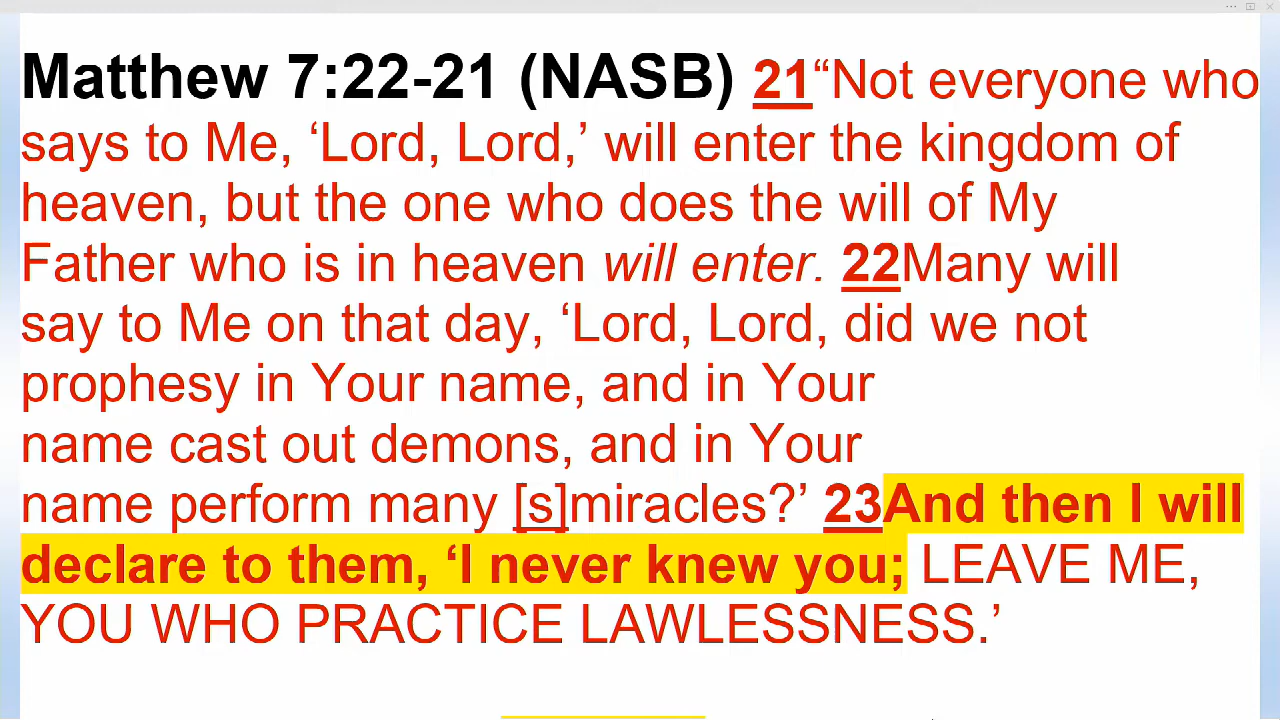 Matthew 7:22-21 (NASB) 21“Not everyone who
says to Me, ‘Lord, Lord,’ will enter the kingdom of
heaven, but the one who does the will of My
Father who is in heaven will enter. 22Many will
say to Me on that day, ‘Lord, Lord, did we not
prophesy in Your name, and in Your
name cast out demons, and in Your
name perform many [s]miracles?’ 23And then I will
declare to them, ‘I never knew you; LEAVE ME,
YOU WHO PRACTICE LAWLESSNESS.’